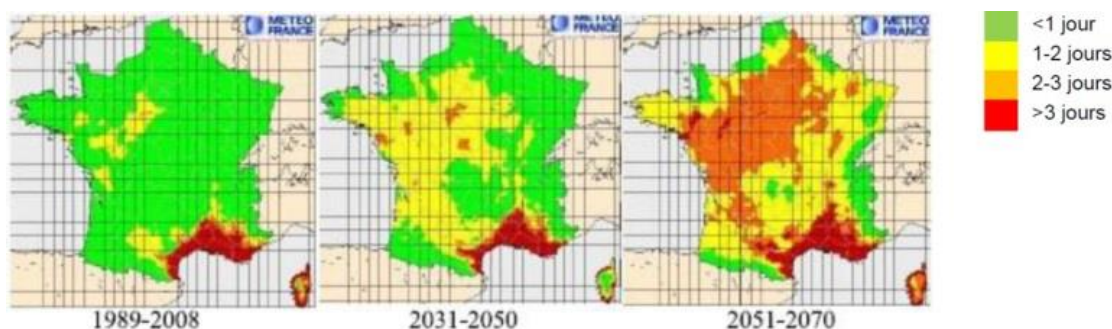 METEO
FRANCE
METEO
FRANCE
METEO
FRANCE
<1 jour
1-2 jours
2-3 jours
>3 jours
1989-2008
2031-2050
2051-2070